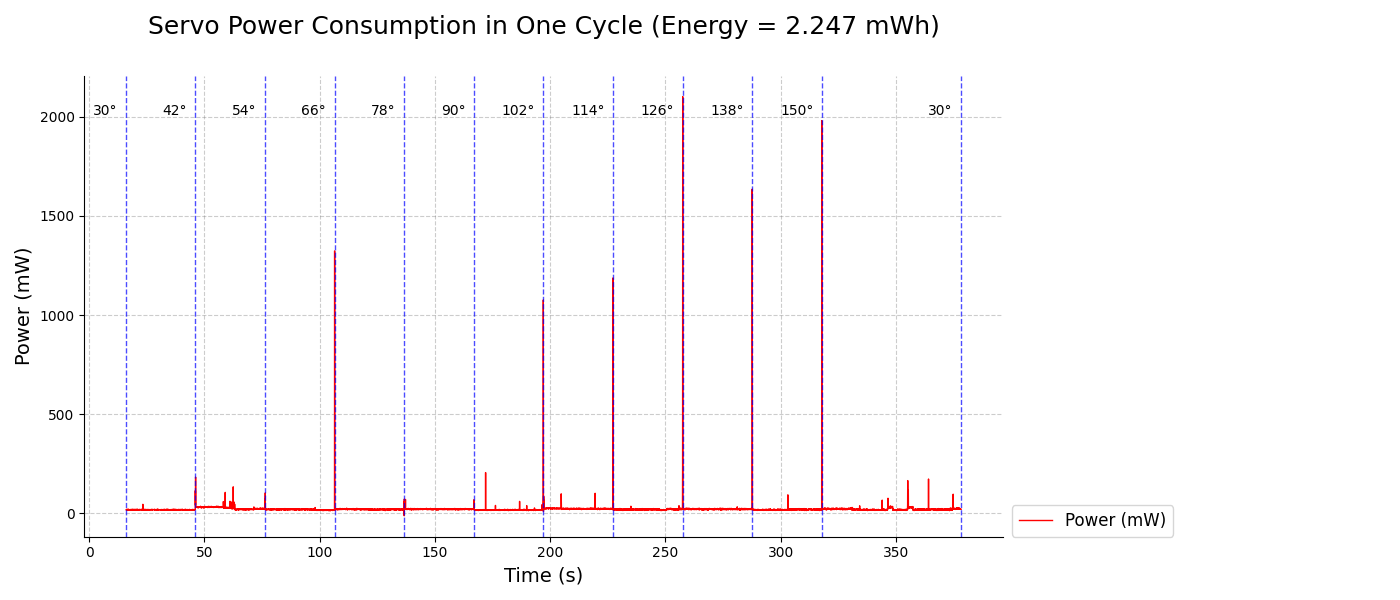 Servo Power Consumption in One Cycle (Energy = 2.247 mWh)
30° 42° 54° 66° 78° 90° 102° 114° 126° 138° 150° 30°
2000
1500
1000
500
0
Power (mW)
0 50 100 150 200 250 300 350
Time (s)
Power (mW)